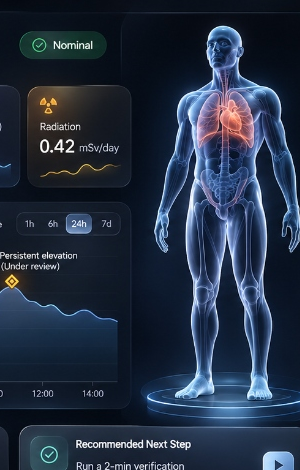 Nominal
Radiation
0.42 mSv/day
1h 6h 24h 7d
Persistent elevation
(Under review)
12:00 14:00
Recommended Next Step
Run a 2-min verification